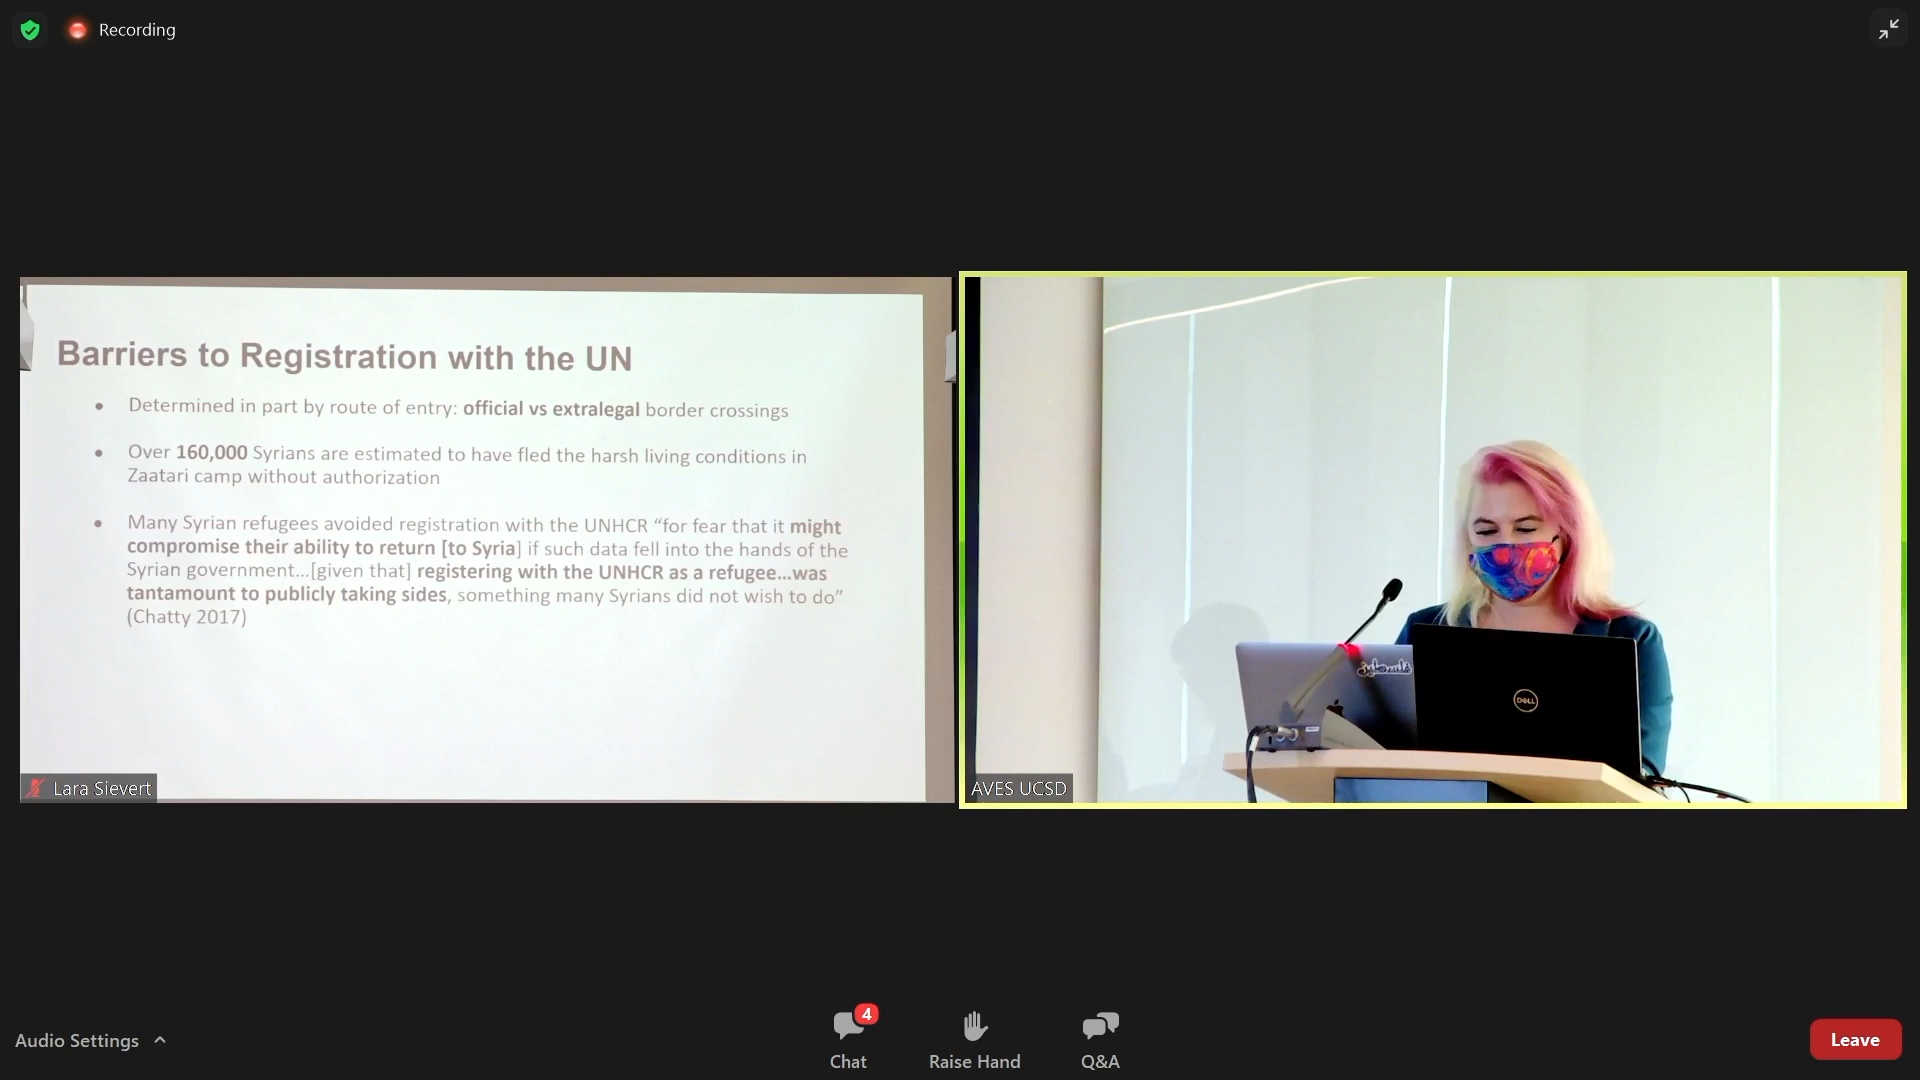 Recording
Barriers to Registration with the UN
● Determined in part by route of entry: official vs extralegal border crossings
● Over 160,000 Syrians are estimated to have fled the harsh living conditions in
Zaatari camp without authorization
● Many Syrian refugees avoided registration with the UNHCR “for fear that it might
compromise their ability to return [to Syria] if such data fell into the hands of the
Syrian government...[given that] registering with the UNHCR as a refugee...was
tantamount to publicly taking sides, something many Syrians did not wish to do”
(Chatty 2017)
Lara Sievert
فلسطين
DELL
AVES UCSD
Audio Settings
4
Chat
Raise Hand
Q&A
Leave